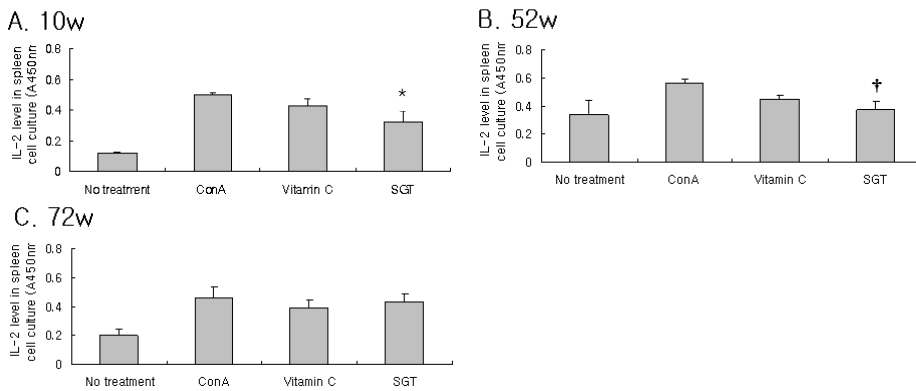 A. 10w
IL-2 level in spleen
cell culture (A450nm
0.8
0.6
0.4
0.2
0
No treatment ConA Vitamin C SGT
*
B. 52w
IL-2 level in spleen
cell culture (A450nm
0.8
0.6
0.4
0.2
0
No treatment ConA Vitamin C SGT
†
C. 72w
IL-2 level in spleen
cell culture (A450nm
0.8
0.6
0.4
0.2
0
No treatment ConA Vitamin C SGT